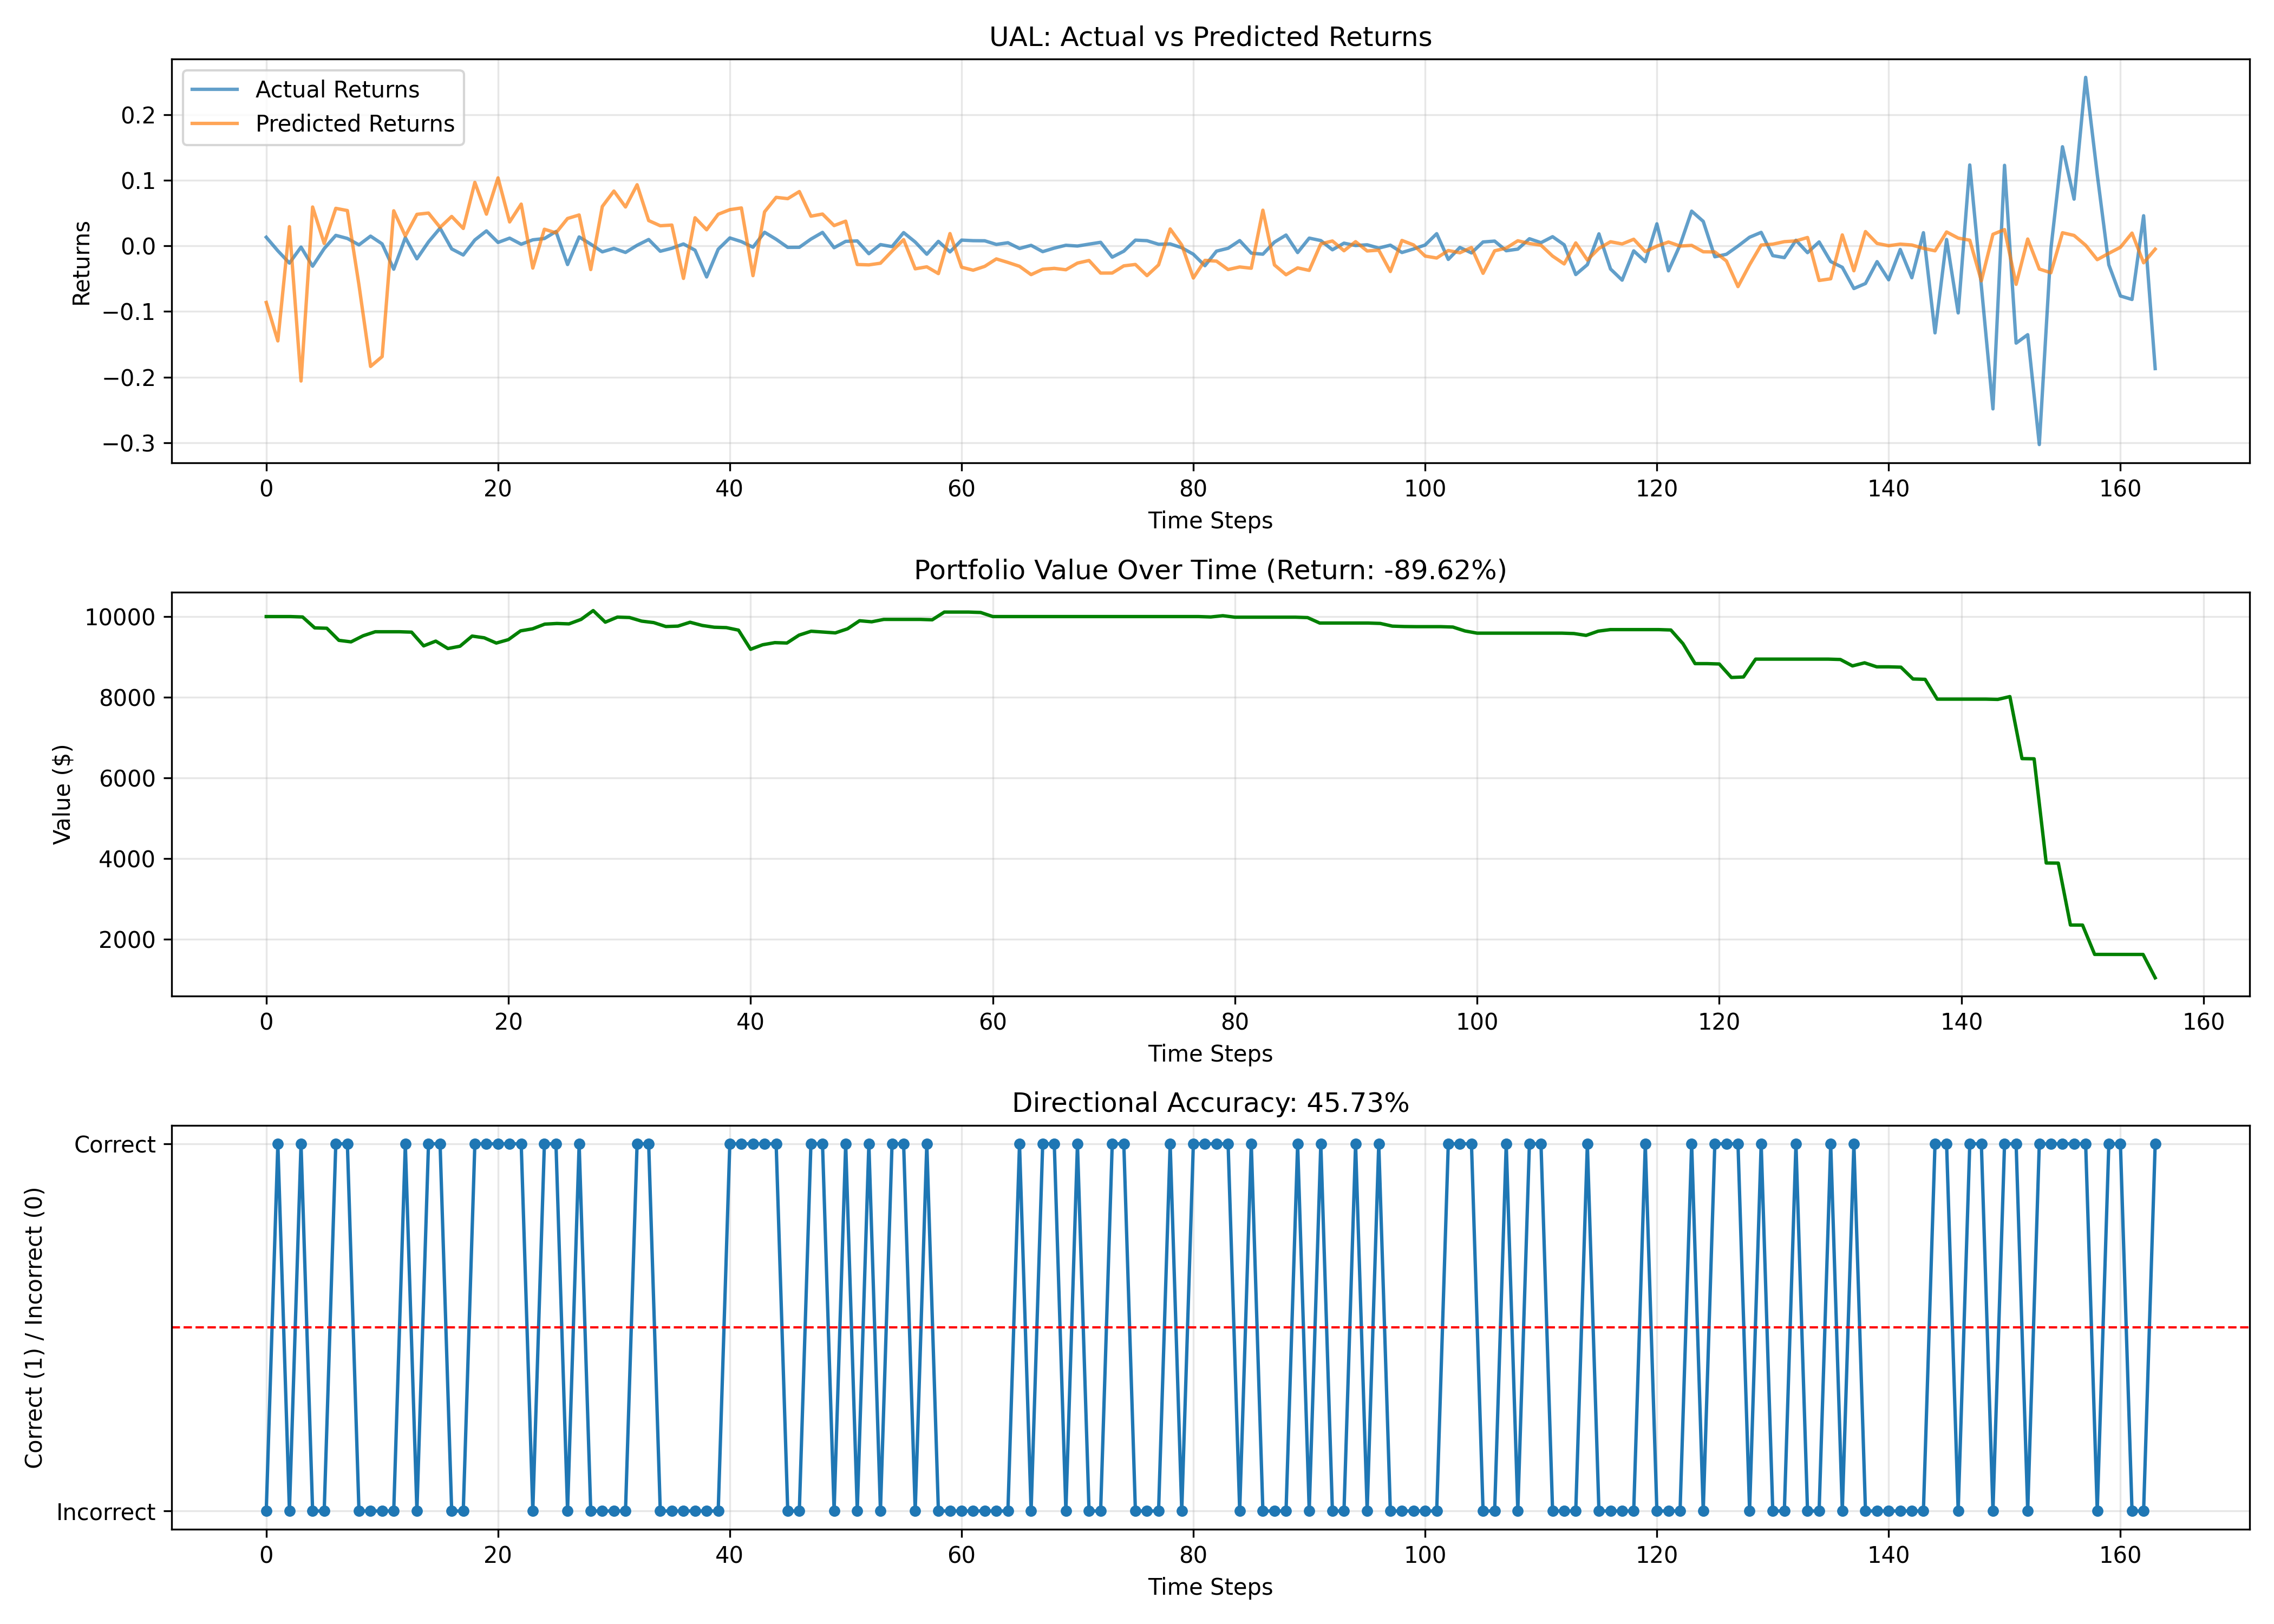 UAL: Actual vs Predicted Returns
Actual Returns
Predicted Returns
Returns
0.2
0.1
0.0
−0.1
−0.2
−0.3
0 20 40 60 80 100 120 140 160
Time Steps
Portfolio Value Over Time (Return: -89.62%)
Value ($)
10000
8000
6000
4000
2000
0 20 40 60 80 100 120 140 160
Time Steps
Directional Accuracy: 45.73%
Correct (1) / Incorrect (0)
Correct
Incorrect
0 20 40 60 80 100 120 140 160
Time Steps